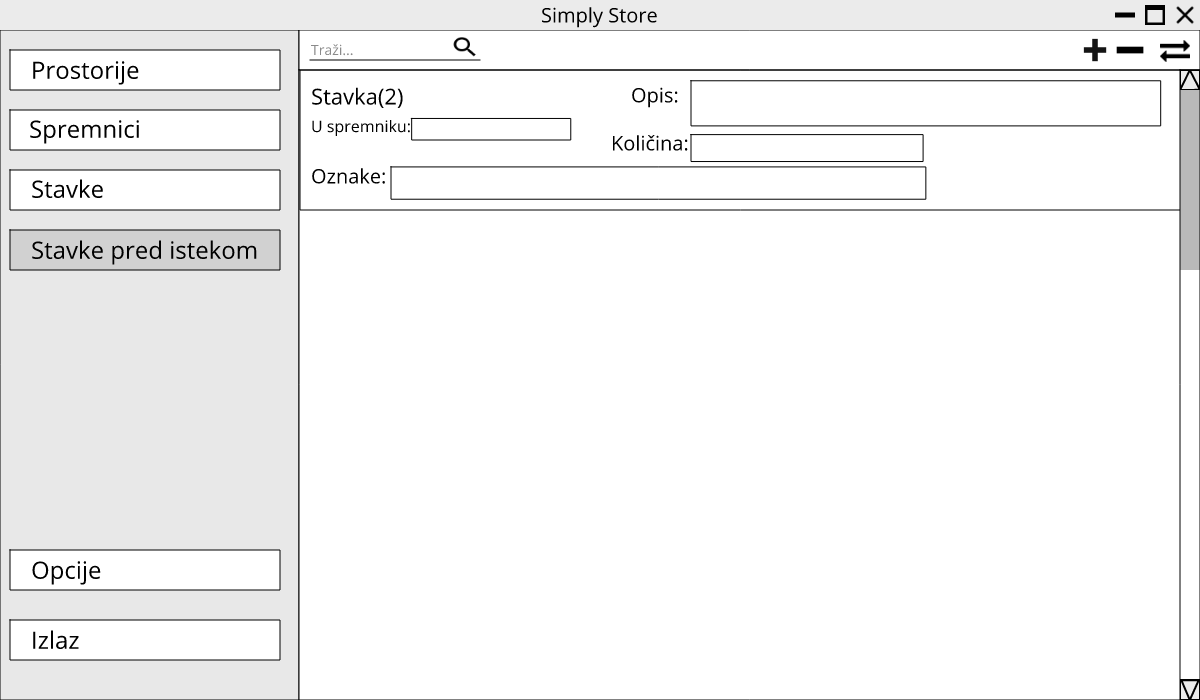 Simply Store
Prostorije
Spremnici
Stavke
Stavke pred istekom
Opcije
Izlaz
Traži...
Stavka(2)
U spremniku:
Oznake:
Opis:
Količina: